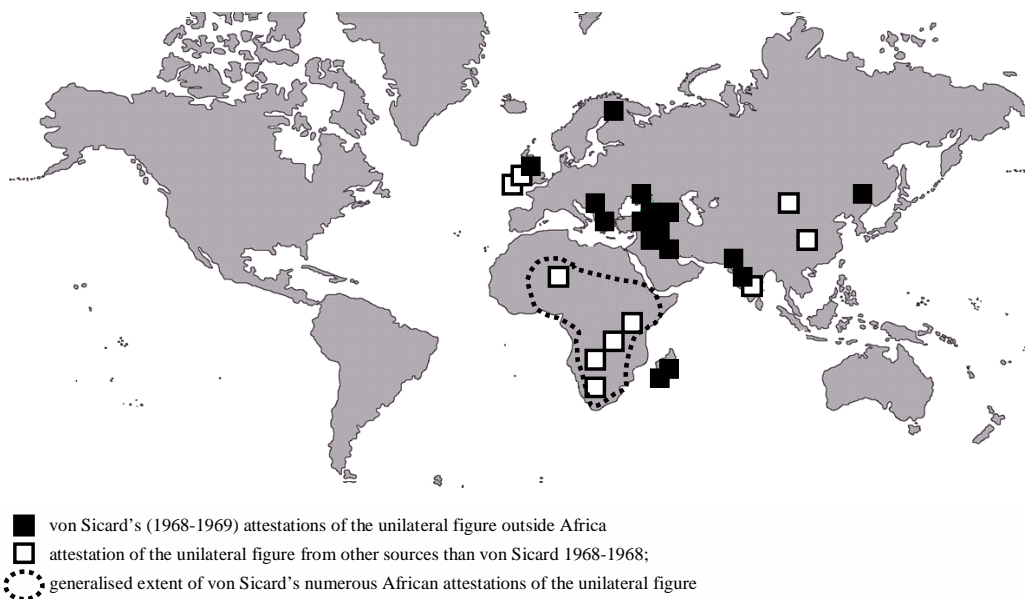 von Sicard's (1968-1969) attestations of the unilateral figure outside Africa
attestation of the unilateral figure from other sources than von Sicard 1968-1968;
generalised extent of von Sicard's numerous African attestations of the unilateral figure